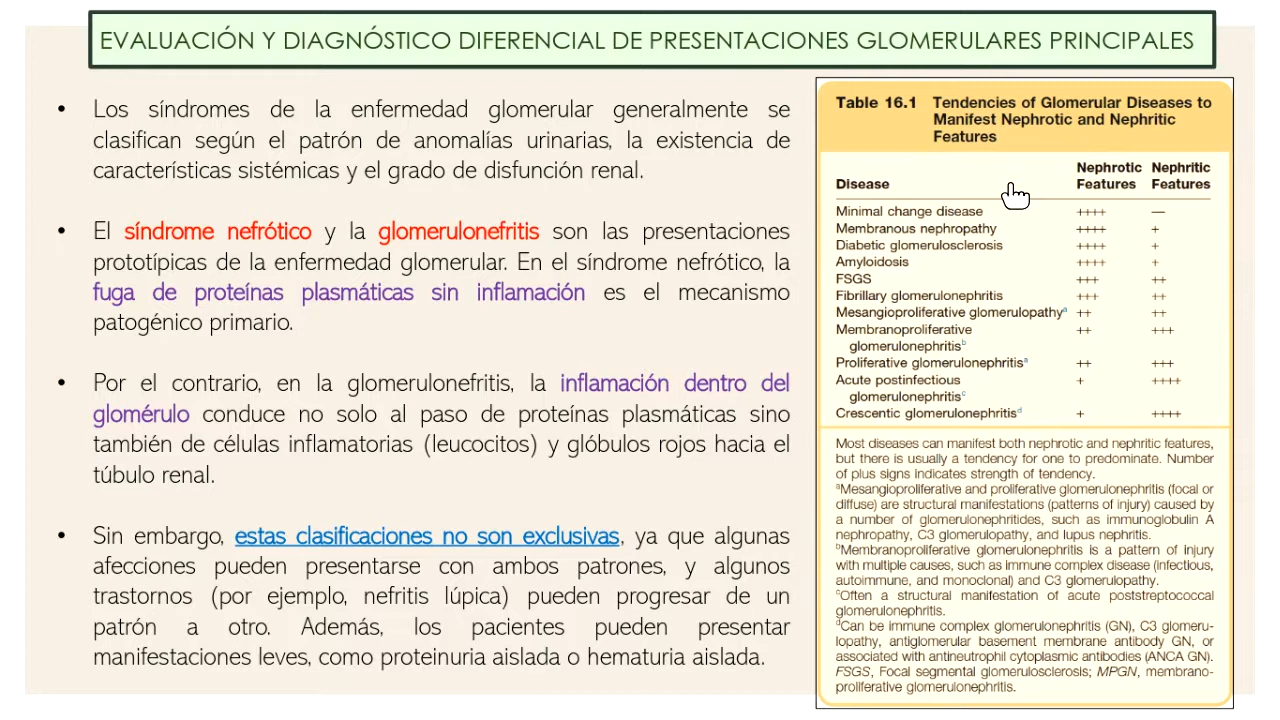 EVALUACIÓN Y DIAGNÓSTICO DIFERENCIAL DE PRESENTACIONES GLOMERULARES PRINCIPALES
• Los síndromes de la enfermedad glomerular generalmente se
clasifican según el patrón de anomalías urinarias, la existencia de
características sistémicas y el grado de disfunción renal.
• El síndrome nefrótico y la glomerulonefritis son las presentaciones
prototípicas de la enfermedad glomerular. En el síndrome nefrótico, la
fuga de proteínas plasmáticas sin inflamación es el mecanismo
patogénico primario.
• Por el contrario, en la glomerulonefritis, la inflamación dentro del
glomérulo conduce no solo al paso de proteínas plasmáticas sino
también de células inflamatorias (leucocitos) y glóbulos rojos hacia el
túbulo renal.
• Sin embargo, estas clasificaciones no son exclusivas, ya que algunas
afecciones pueden presentarse con ambos patrones, y algunos
trastornos (por ejemplo, nefritis lúpica) pueden progresar de un
patrón a otro. Además, los pacientes pueden presentar
manifestaciones leves, como proteinuria aislada o hematuria aislada.
Table 16.1 Tendencies of Glomerular Diseases to
Manifest Nephrotic and Nephritic
Features
Nephrotic Nephritic
Disease Features Features
Minimal change disease ++++ —
Membranous nephropathy ++++ +
Diabetic glomerulosclerosis ++++ +
Amyloidosis ++++ +
FSGS +++ ++
Fibrillary glomerulonephritis +++ ++
Mesangioproliferative glomerulopathyᵃ ++ ++
Membranoproliferative ++ +++
glomerulonephritisᵇ
Proliferative glomerulonephritisᵃ ++ +++
Acute postinfectious + ++++
glomerulonephritisᶜ
Crescentic glomerulonephritisᵈ + ++++
Most diseases can manifest both nephrotic and nephritic features,
but there is usually a tendency for one to predominate. Number
of plus signs indicates strength of tendency.
ᵃMesangioproliferative and proliferative glomerulonephritis (focal or
diffuse) are structural manifestations (patterns of injury) caused by
a number of glomerulonephritides, such as immunoglobulin A
nephropathy, C3 glomerulopathy, and lupus nephritis.
ᵇMembranoproliferative glomerulonephritis is a pattern of injury
with multiple causes, such as immune complex disease (infectious,
autoimmune, and monoclonal) and C3 glomerulopathy.
ᶜOften a structural manifestation of acute poststreptococcal
glomerulonephritis.
ᵈCan be immune complex glomerulonephritis (GN), C3 glomeru-
lopathy, antiglomerular basement membrane antibody GN, or
associated with antineutrophil cytoplasmic antibodies (ANCA GN).
FSGS, Focal segmental glomerulosclerosis; MPGN, membrano-
proliferative glomerulonephritis.